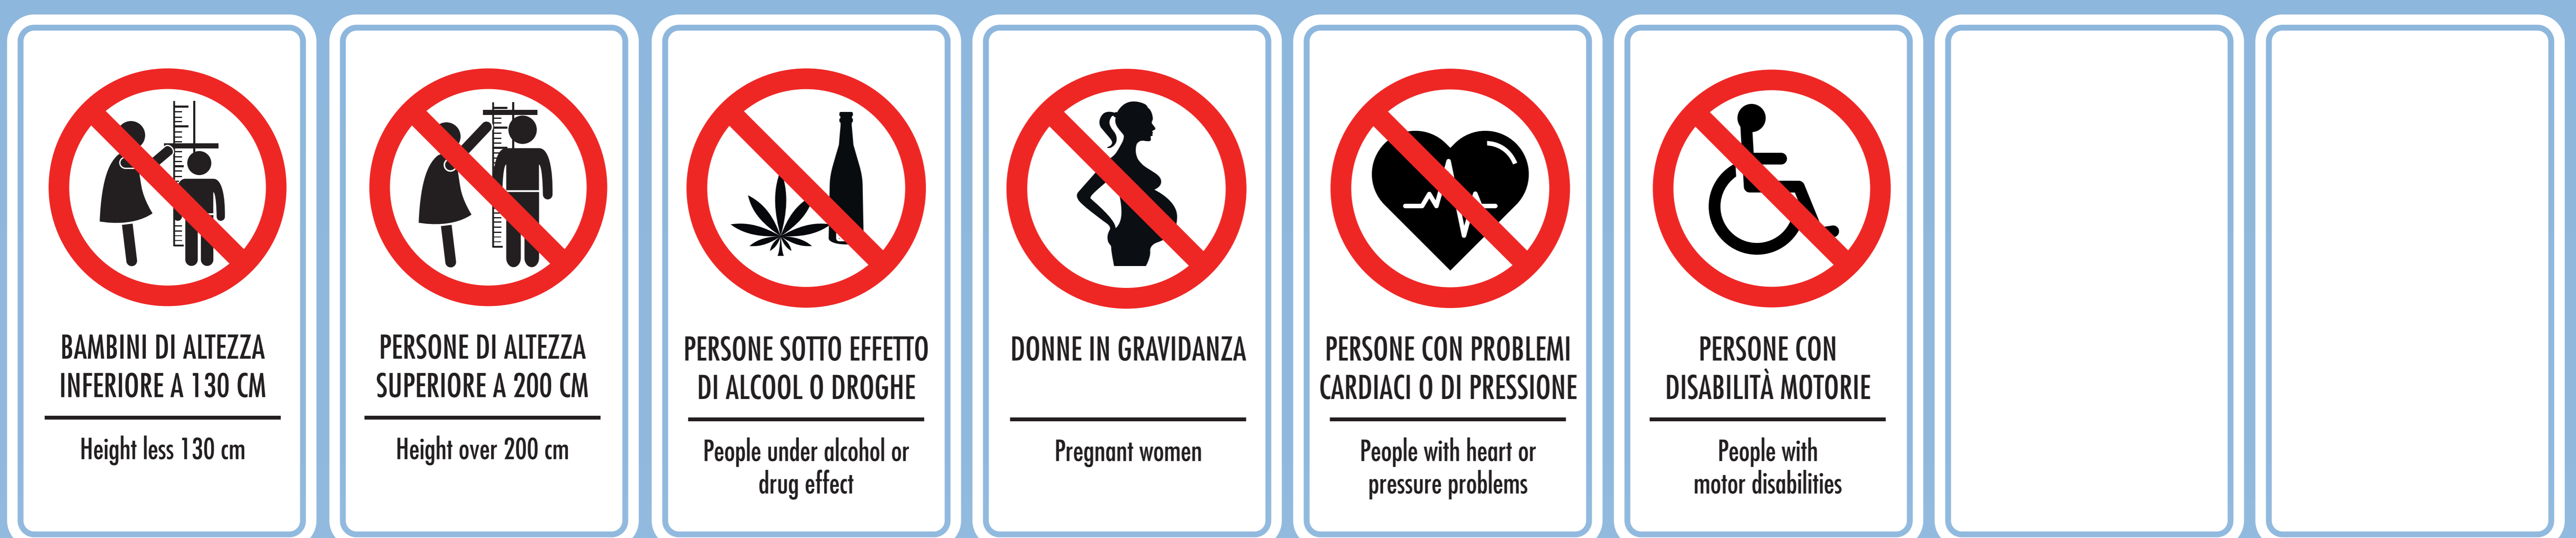 BAMBINI DI ALTEZZA
INFERIORE A 130 CM
Height less 130 cm
PERSONE DI ALTEZZA
SUPERIORE A 200 CM
Height over 200 cm
PERSONE SOTTO EFFETTO
DI ALCOOL O DROGHE
People under alcohol or
drug effect
DONNE IN GRAVIDANZA
Pregnant women
PERSONE CON PROBLEMI
CARDIACI O DI PRESSIONE
People with heart or
pressure problems
PERSONE CON
DISABILITÀ MOTORIE
People with
motor disabilities